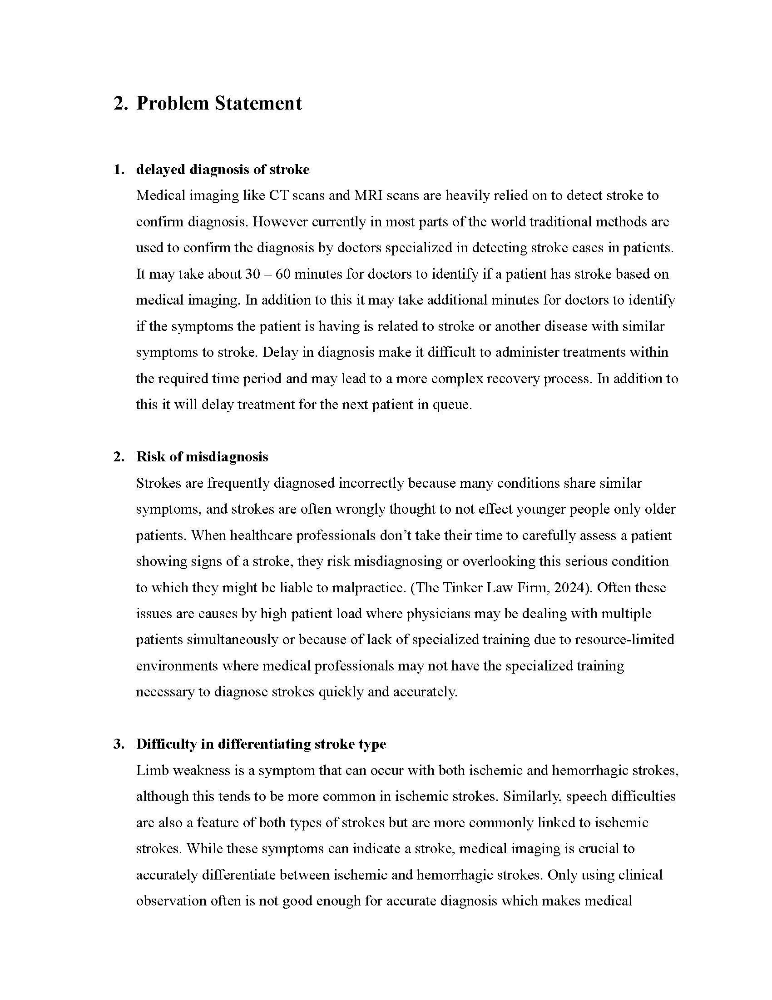 2. Problem Statement
1. delayed diagnosis of stroke
Medical imaging like CT scans and MRI scans are heavily relied on to detect stroke to
confirm diagnosis. However currently in most parts of the world traditional methods are
used to confirm the diagnosis by doctors specialized in detecting stroke cases in patients.
It may take about 30 – 60 minutes for doctors to identify if a patient has stroke based on
medical imaging. In addition to this it may take additional minutes for doctors to identify
if the symptoms the patient is having is related to stroke or another disease with similar
symptoms to stroke. Delay in diagnosis make it difficult to administer treatments within
the required time period and may lead to a more complex recovery process. In addition to
this it will delay treatment for the next patient in queue.
2. Risk of misdiagnosis
Strokes are frequently diagnosed incorrectly because many conditions share similar
symptoms, and strokes are often wrongly thought to not effect younger people only older
patients. When healthcare professionals don’t take their time to carefully assess a patient
showing signs of a stroke, they risk misdiagnosing or overlooking this serious condition
to which they might be liable to malpractice. (The Tinker Law Firm, 2024). Often these
issues are causes by high patient load where physicians may be dealing with multiple
patients simultaneously or because of lack of specialized training due to resource-limited
environments where medical professionals may not have the specialized training
necessary to diagnose strokes quickly and accurately.
3. Difficulty in differentiating stroke type
Limb weakness is a symptom that can occur with both ischemic and hemorrhagic strokes,
although this tends to be more common in ischemic strokes. Similarly, speech difficulties
are also a feature of both types of strokes but are more commonly linked to ischemic
strokes. While these symptoms can indicate a stroke, medical imaging is crucial to
accurately differentiate between ischemic and hemorrhagic strokes. Only using clinical
observation often is not good enough for accurate diagnosis which makes medical